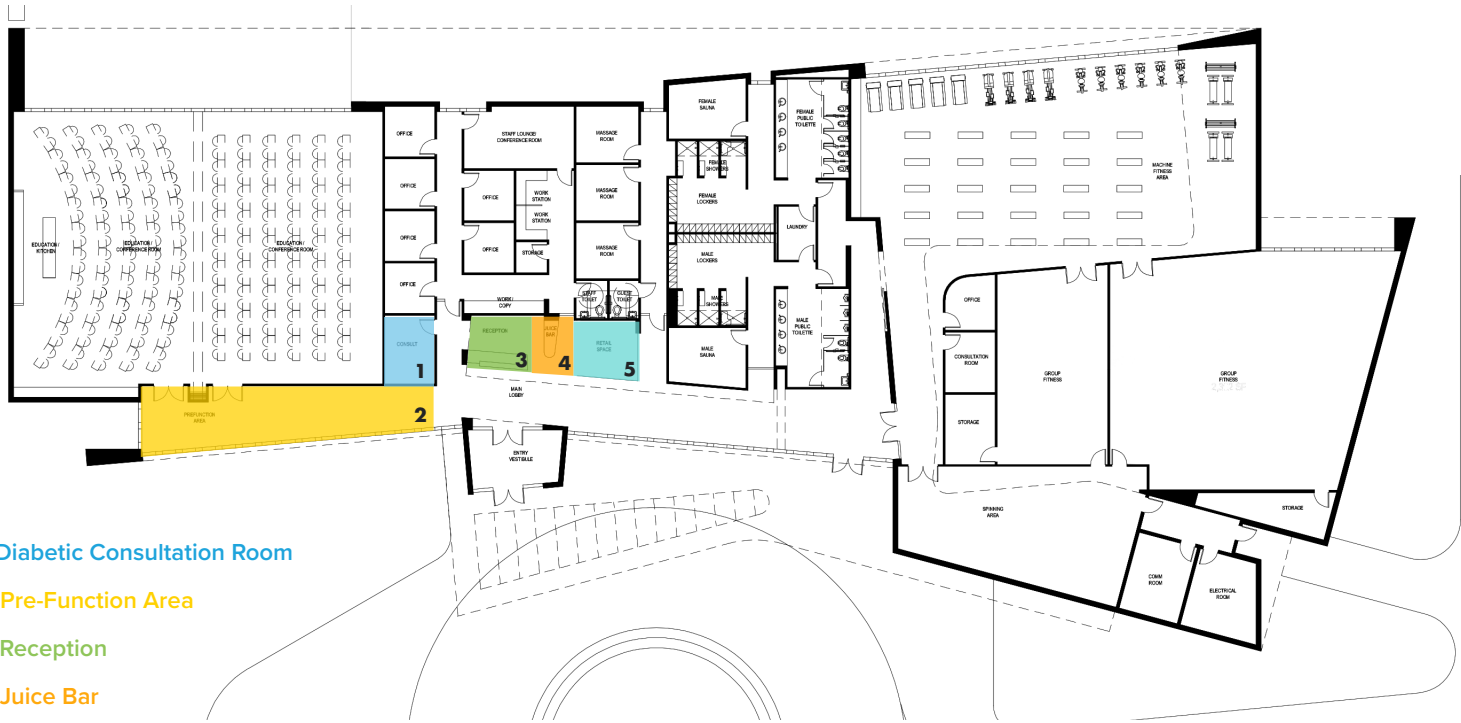 FEMALE
SAUNA
FEMALE
PUBLIC
TOILETTE
OFFICE
STAFF LOUNGE/
CONFERENCE ROOM
MASSAGE
ROOM
MACHINE
FITNESS
AREA
FEMALE
SHOWERS
OFFICE
OFFICE
WORK
STATION
MASSAGE
ROOM
FEMALE
LOCKERS
WORK
STATION
LAUNDRY
EDUCATION/
KITCHEN
EDUCATION/
CONFERENCE ROOM
EDUCATION/
CONFERENCE ROOM
OFFICE
OFFICE
STORAGE
MASSAGE
ROOM
MALE
LOCKERS
OFFICE
WORK/
COPY
STAFF
TOILET
GUEST
TOILET
MALE
SHOWERS
OFFICE
MALE
PUBLIC
TOILETTE
CONSULT
1
RECEPTION
3
JUICE
BAR
4
RETAIL
SPACE
5
MALE
SAUNA
CONSULTATION
ROOM
GROUP
FITNESS
GROUP
FITNESS
MAIN
LOBBY
PREFUNCTION
AREA
2
STORAGE
ENTRY
VESTIBULE
SPINNING
AREA
STORAGE
COMM
ROOM
ELECTRICAL
ROOM
Diabetic Consultation Room
Pre-Function Area
Reception
Juice Bar